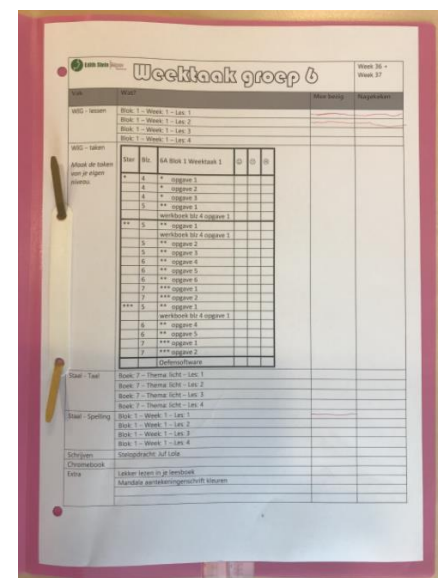 Edith Stein
Weektaak groep 6
Week 36 +
Week 37
Vak Wat? Mee bezig Nagekeken
WIG - lessen Blok: 1 – Week: 1 – Les: 1
Blok: 1 – Week: 1 – Les: 2
Blok: 1 – Week: 1 – Les: 3
Blok: 1 – Week: 1 – Les: 4
WIG – taken
Maak de taken
van je eigen
niveau
Ster Blz. 6A Blok 1 Weektaak 1
* 4 * opgave 1
4 * opgave 2
4 * opgave 3
5 ** opgave 1
werkboek blz 4 opgave 1
** 5 ** opgave 1
werkboek blz 4 opgave 1
5 ** opgave 2
5 ** opgave 3
6 ** opgave 4
6 ** opgave 5
6 ** opgave 6
7 *** opgave 1
7 *** opgave 2
*** 5 ** opgave 1
werkboek blz 4 opgave 1
6 ** opgave 4
6 ** opgave 5
7 *** opgave 1
7 *** opgave 2
Oefensoftware
Staal - Taal Boek: 7 – Thema: licht – Les: 1
Boek: 7 – Thema: licht – Les: 2
Boek: 7 – Thema: licht – Les: 3
Boek: 7 – Thema: licht – Les: 4
Staal - Spelling Blok: 1 – Week: 1 – Les: 1
Blok: 1 – Week: 1 – Les: 2
Blok: 1 – Week: 1 – Les: 3
Blok: 1 – Week: 1 – Les: 4
Schrijven Stelopdracht: Juf Lola
Chromebook
Extra Lekker lezen in je leesboek
Mandala aantekeningenschrift kleuren